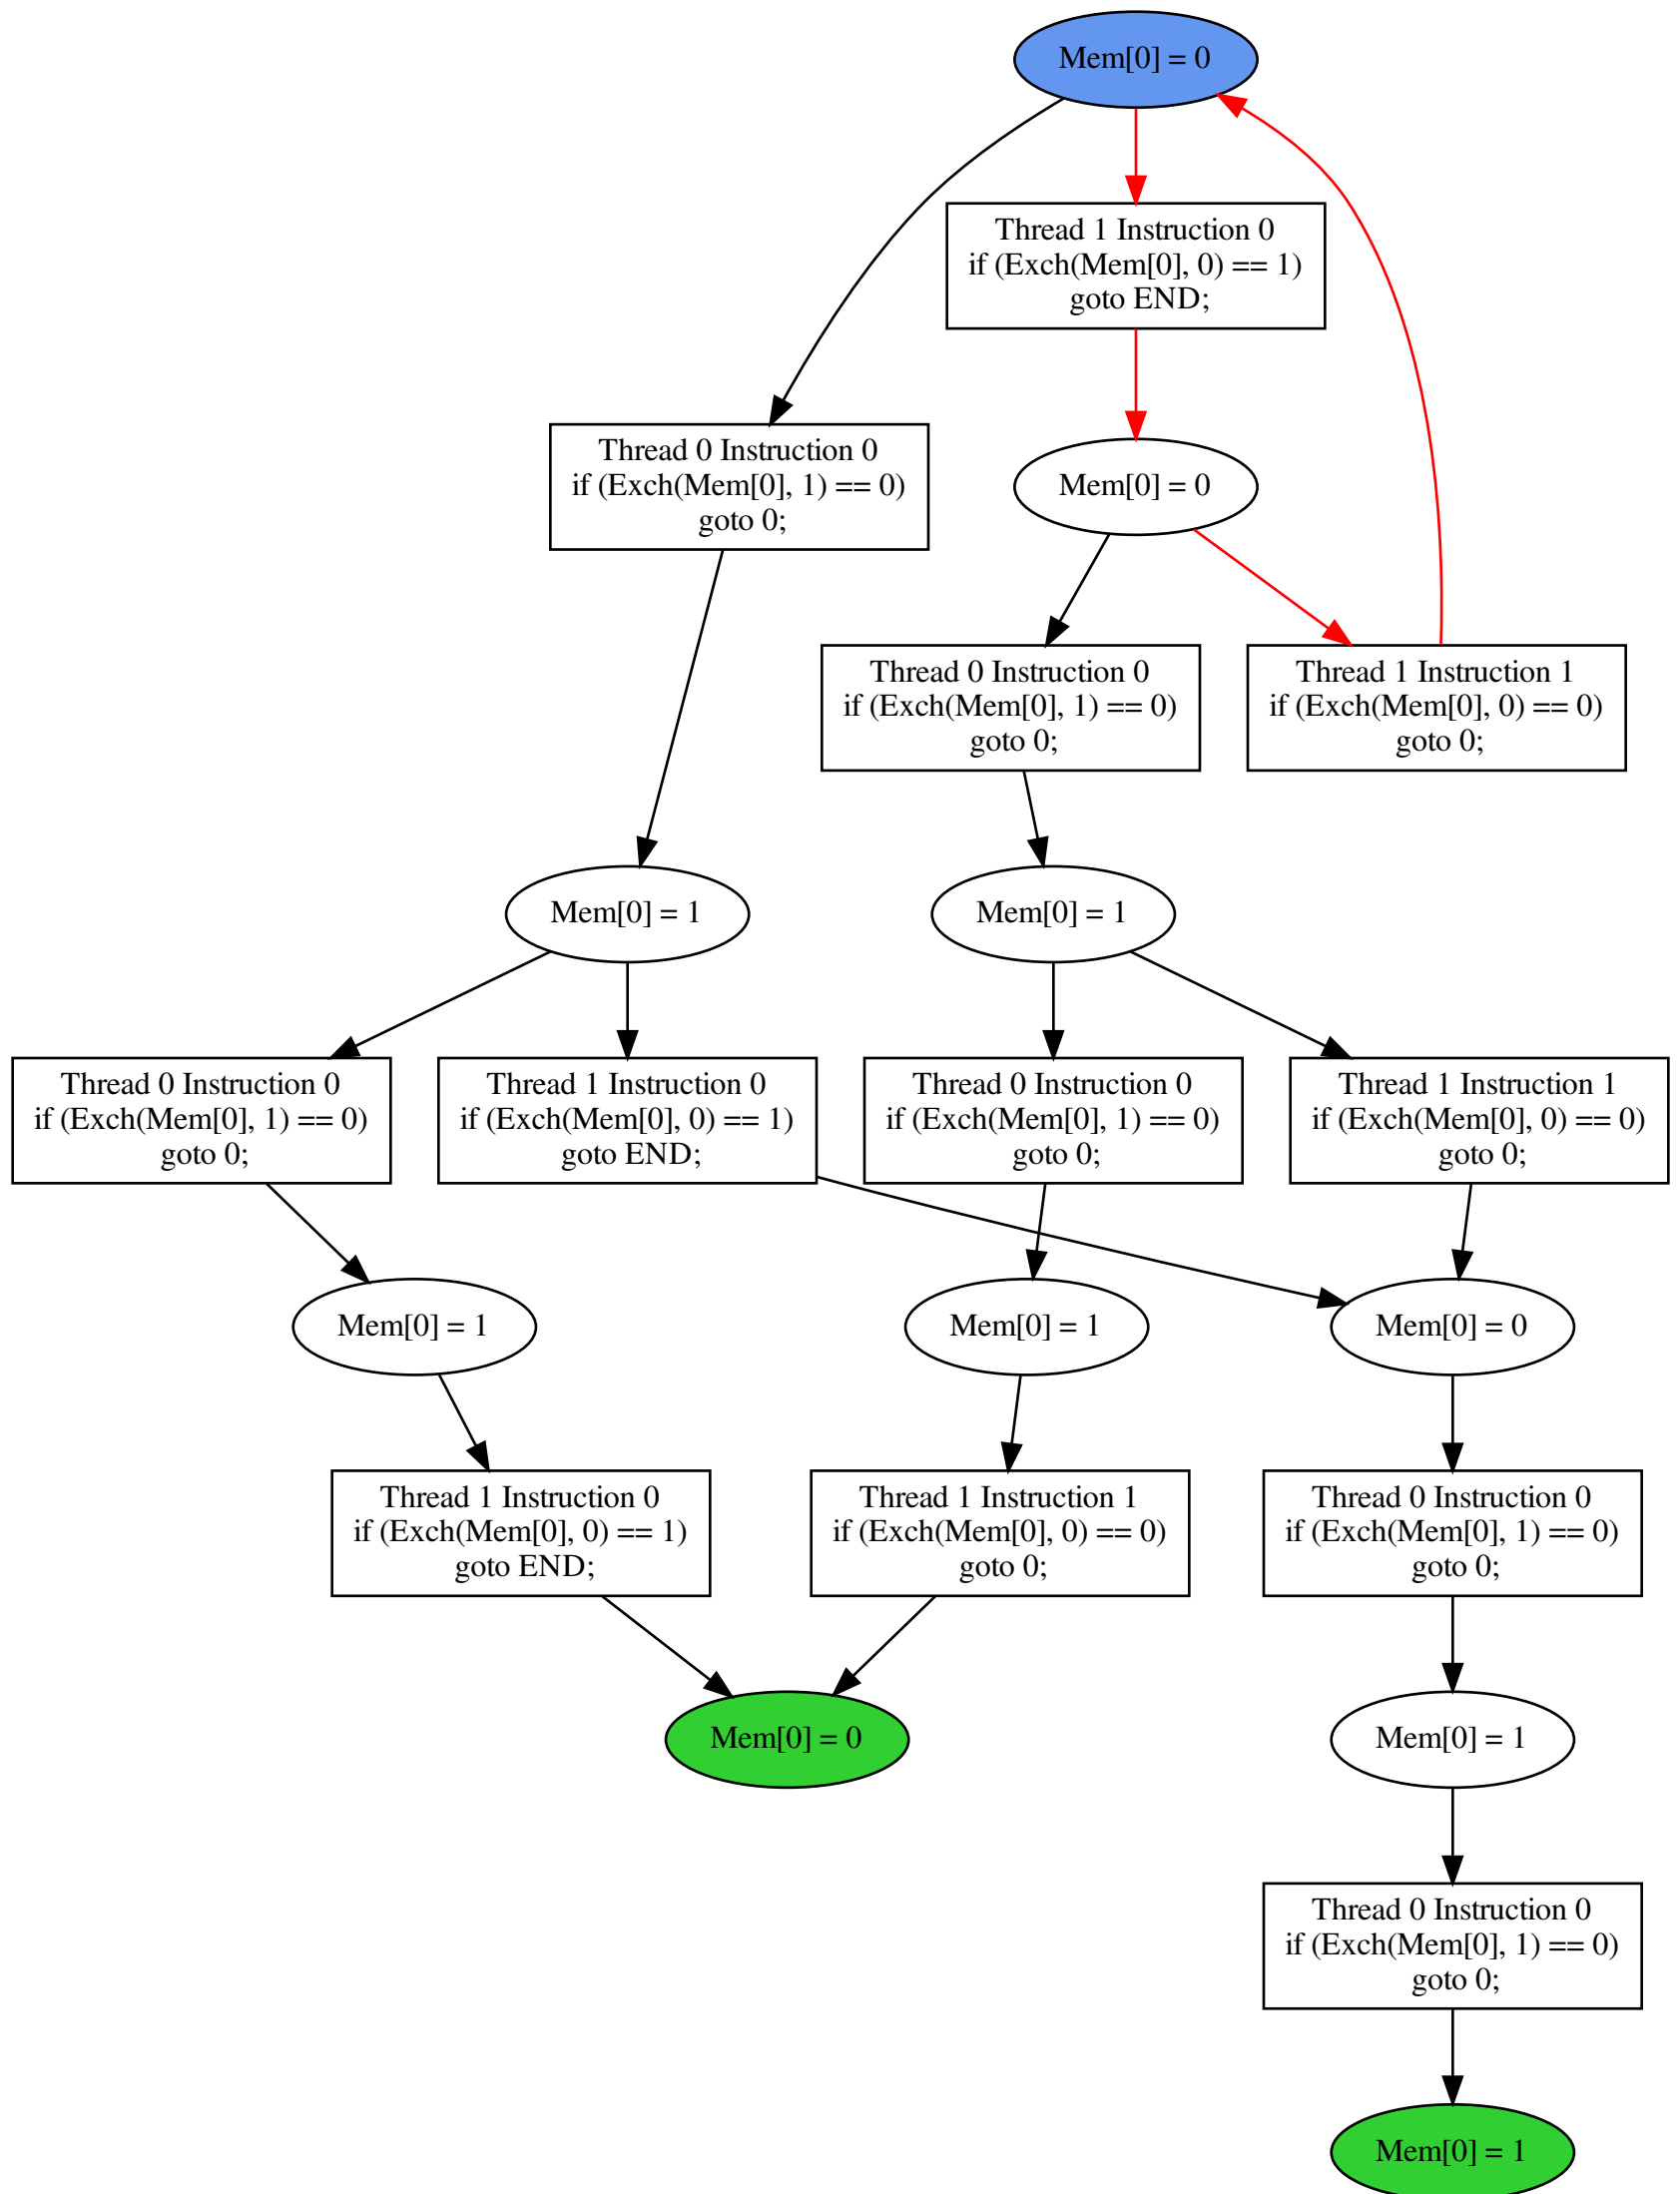 Mem[0] = 0
Thread 1 Instruction 0
if (Exch(Mem[0], 0) == 1)
goto END;
Thread 0 Instruction 0
if (Exch(Mem[0], 1) == 0)
goto 0;
Mem[0] = 0
Thread 0 Instruction 0
if (Exch(Mem[0], 1) == 0)
goto 0;
Thread 1 Instruction 1
if (Exch(Mem[0], 0) == 0)
goto 0;
Mem[0] = 1
Mem[0] = 1
Thread 0 Instruction 0
if (Exch(Mem[0], 1) == 0)
goto 0;
Thread 1 Instruction 0
if (Exch(Mem[0], 0) == 1)
goto END;
Thread 0 Instruction 0
if (Exch(Mem[0], 1) == 0)
goto 0;
Thread 1 Instruction 1
if (Exch(Mem[0], 0) == 0)
goto 0;
Mem[0] = 1
Mem[0] = 1
Mem[0] = 0
Thread 1 Instruction 0
if (Exch(Mem[0], 0) == 1)
goto END;
Thread 1 Instruction 1
if (Exch(Mem[0], 0) == 0)
goto 0;
Thread 0 Instruction 0
if (Exch(Mem[0], 1) == 0)
goto 0;
Mem[0] = 0
Mem[0] = 1
Thread 0 Instruction 0
if (Exch(Mem[0], 1) == 0)
goto 0;
Mem[0] = 1